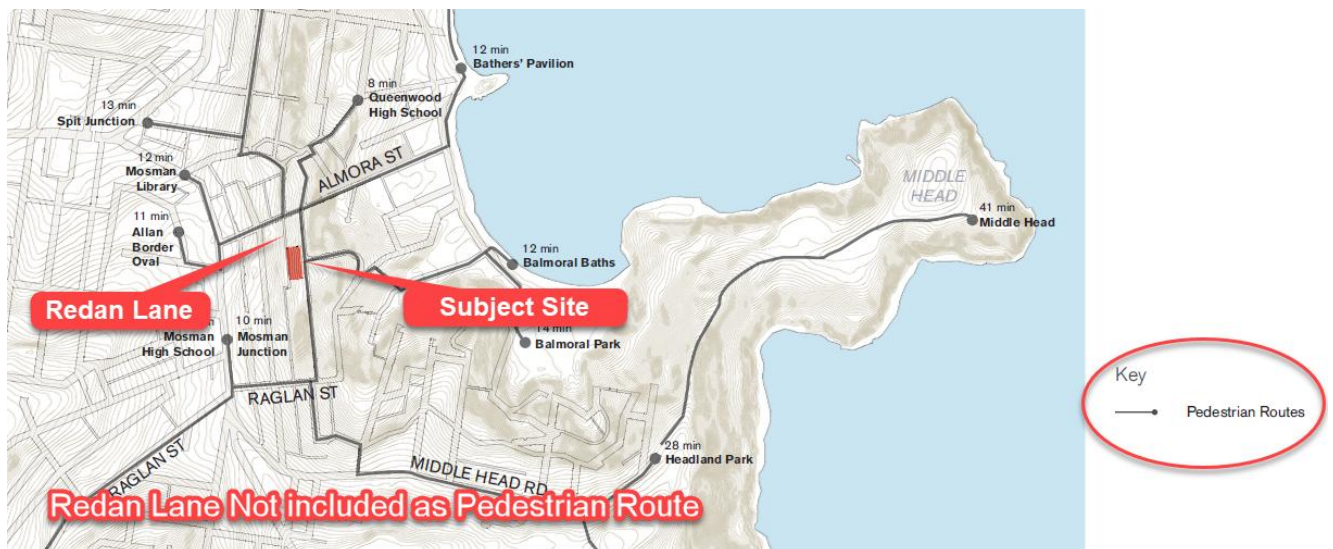 12 min
Bathers' Pavilion
8 min
Queenwood
High School
13 min
Spit Junction
12 min
Mosman
Library
ALMORA ST
11 min
Allan
Border
Oval
MIDDLE
HEAD
41 min
Middle Head
12 min
Balmoral Baths
Redan Lane
Subject Site
Mosman
High School
10 min
Mosman
Junction
14 min
Balmoral Park
RAGLAN ST
RAGLAN ST
MIDDLE HEAD RD
28 min
Headland Park
Redan Lane Not included as Pedestrian Route
Key
Pedestrian Routes